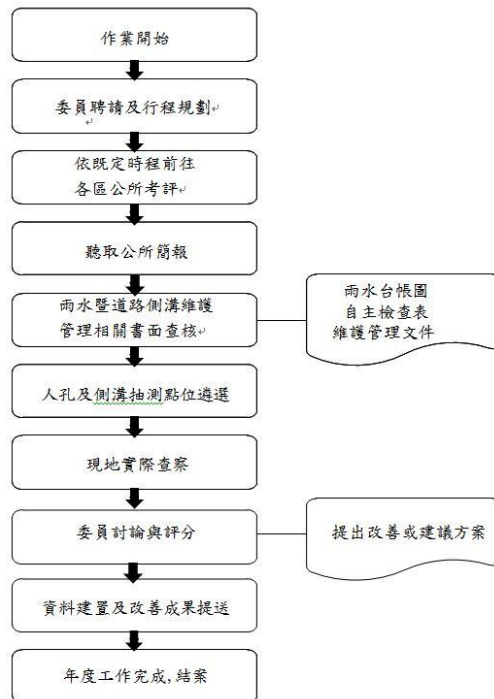 作業開始
委員聘請及行程規劃
依既定時程前往
各區公所考評
聽取公所簡報
雨水暨道路側溝維護
管理相關書面查核
雨水台帳圖
自主檢查表
維護管理文件
人孔及側溝抽測點位遴選
現地實際查察
委員討論與評分
提出改善或建議方案
資料建置及改善成果提送
年度工作完成,結案